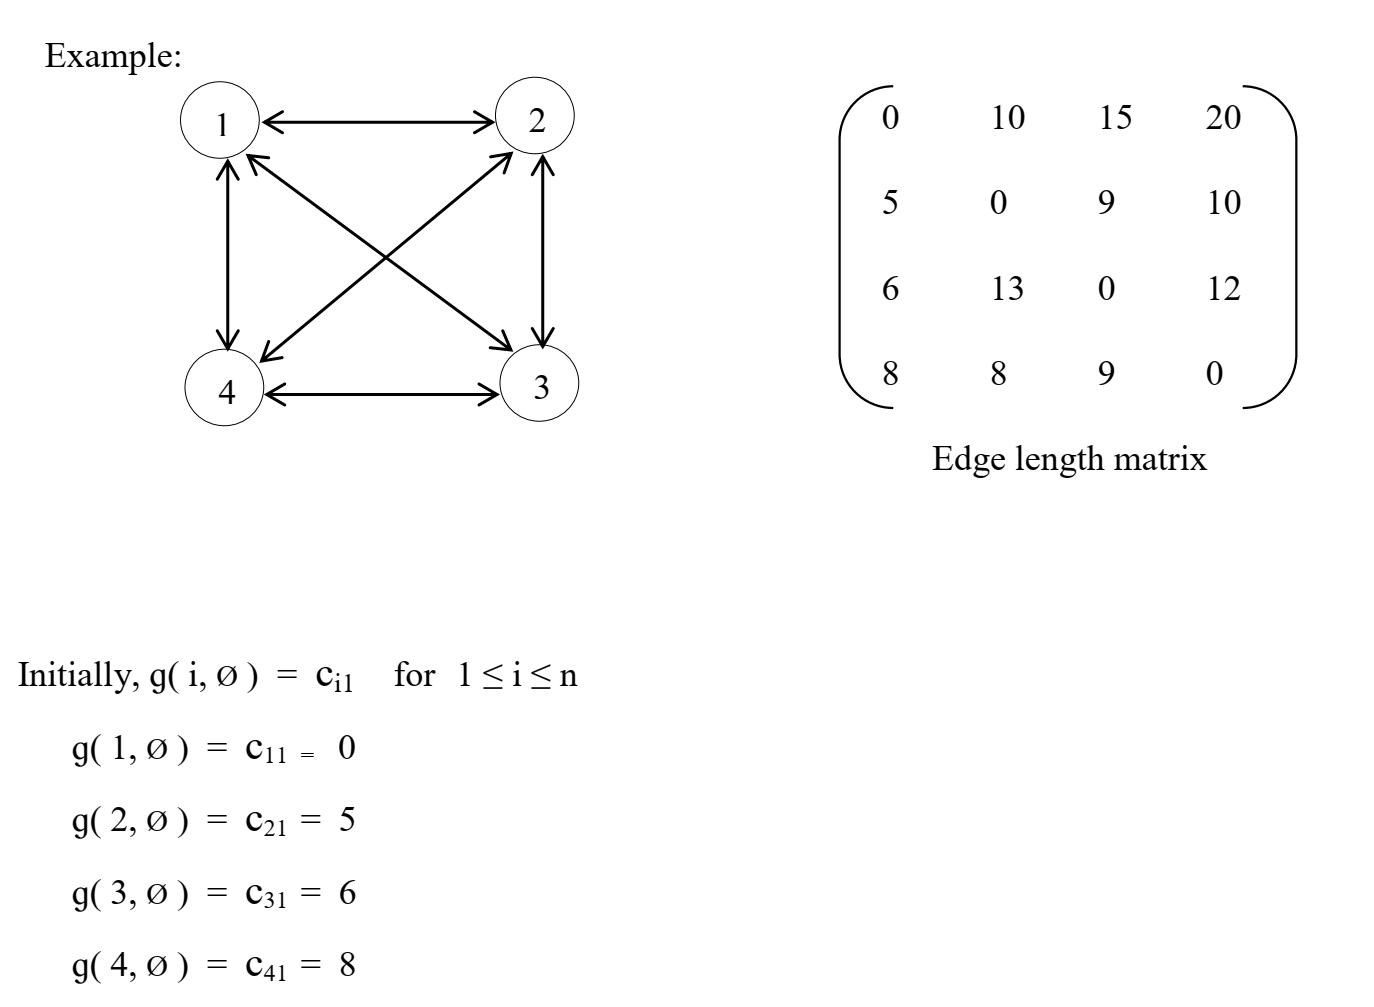 Example:
1 2
4 3
0 10 15 20
5 0 9 10
6 13 0 12
8 8 9 0
Edge length matrix
Initially, g( i, ∅ ) = cᵢ₁ for 1 ≤ i ≤ n
g( 1, ∅ ) = c₁₁ = 0
g( 2, ∅ ) = c₂₁ = 5
g( 3, ∅ ) = c₃₁ = 6
g( 4, ∅ ) = c₄₁ = 8